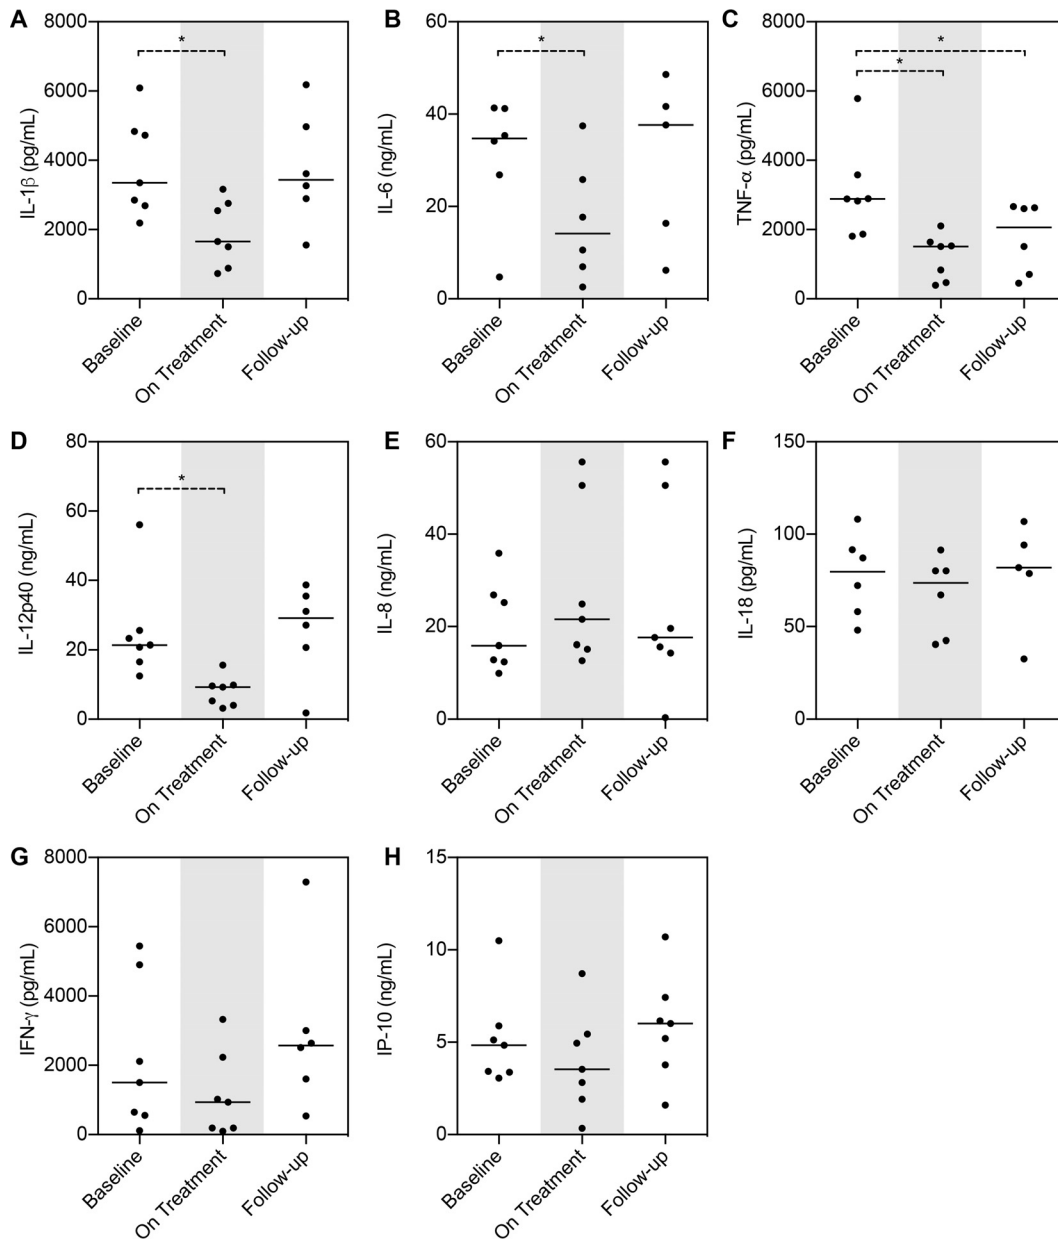 A
IL-1β (pg/mL)
8000
6000
4000
2000
0
*
Baseline
On Treatment
Follow-up
B
IL-6 (ng/mL)
60
40
20
0
*
Baseline
On Treatment
Follow-up
C
TNF-α (pg/mL)
8000
6000
4000
2000
0
*
*
Baseline
On Treatment
Follow-up
D
IL-12p40 (ng/mL)
80
60
40
20
0
*
Baseline
On Treatment
Follow-up
E
IL-8 (ng/mL)
60
40
20
0
Baseline
On Treatment
Follow-up
F
IL-18 (pg/mL)
150
100
50
0
Baseline
On Treatment
Follow-up
G
IFN-γ (pg/mL)
8000
6000
4000
2000
0
Baseline
On Treatment
Follow-up
H
IP-10 (ng/mL)
15
10
5
0
Baseline
On Treatment
Follow-up